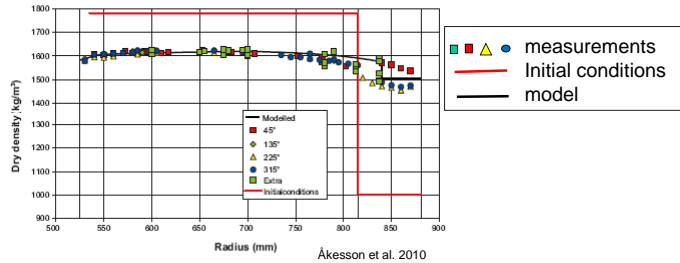 1800
1700
1600
1500
1400
1300
1200
1100
1000
900
Dry density (kg/m³)
Modelled
45°
135°
225°
315°
Extra
Initialconditions
500 550 600 650 700 750 800 850 900
Radius (mm)
Åkesson et al. 2010
measurements
Initial conditions
model